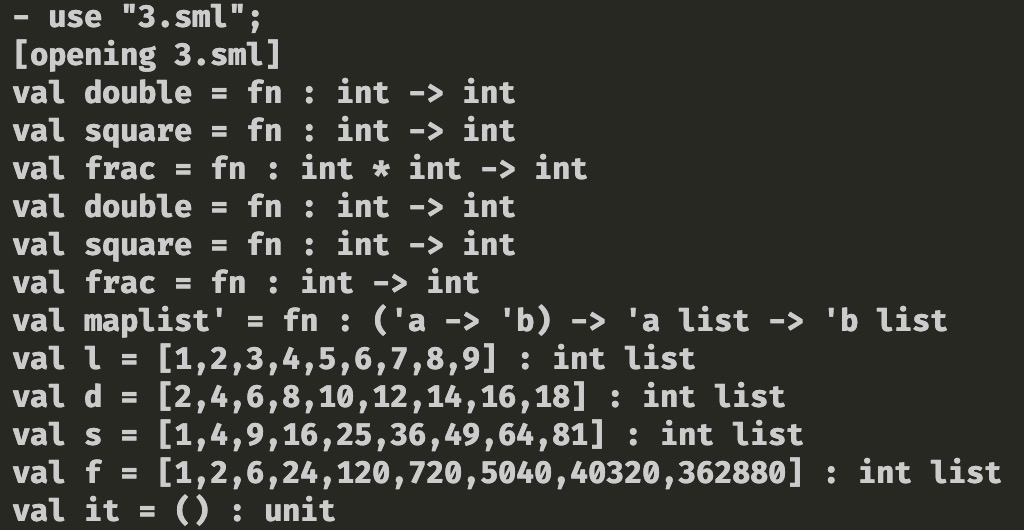 - use "3.sml";
[opening 3.sml]
val double = fn : int -> int
val square = fn : int -> int
val frac = fn : int * int -> int
val double = fn : int -> int
val square = fn : int -> int
val frac = fn : int -> int
val maplist' = fn : ('a -> 'b) -> 'a list -> 'b list
val l = [1,2,3,4,5,6,7,8,9] : int list
val d = [2,4,6,8,10,12,14,16,18] : int list
val s = [1,4,9,16,25,36,49,64,81] : int list
val f = [1,2,6,24,120,720,5040,40320,362880] : int list
val it = () : unit